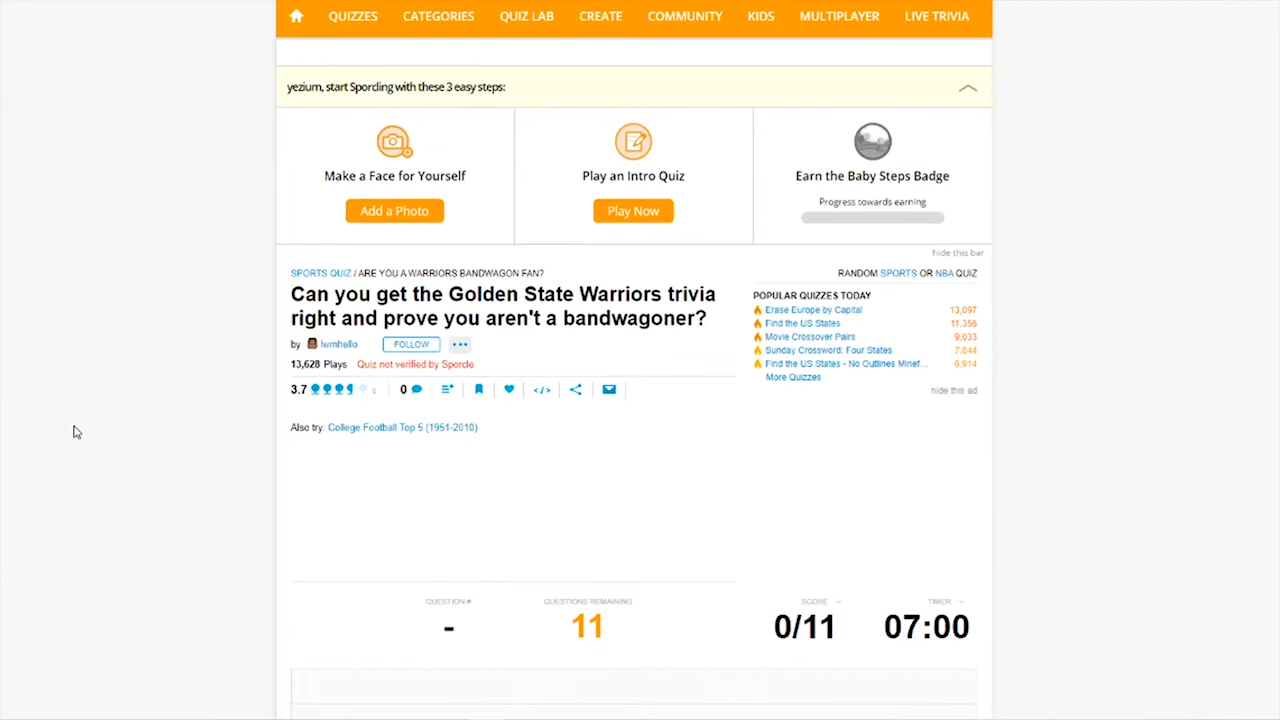 QUIZZES CATEGORIES QUIZ LAB CREATE COMMUNITY KIDS MULTIPLAYER LIVE TRIVIA
yezium, start Sporcling with these 3 easy steps:
Make a Face for Yourself
Add a Photo
Play an Intro Quiz
Play Now
Earn the Baby Steps Badge
Progress towards earning
hide this bar
SPORTS QUIZ / ARE YOU A WARRIORS BANDWAGON FAN?
Can you get the Golden State Warriors trivia
right and prove you aren't a bandwagoner?
by lwmhello FOLLOW
13,628 Plays Quiz not verified by Sporcle
3.7 0
Also try: College Football Top 5 (1951-2010)
RANDOM SPORTS OR NBA QUIZ
POPULAR QUIZZES TODAY
Erase Europe by Capital 13,097
Find the US States 11,356
Movie Crossover Pairs 9,033
Sunday Crossword: Four States 7,644
Find the US States - No Outlines Minef... 6,914
More Quizzes
hide this ad
QUESTION # QUESTIONS REMAINING SCORE TIMER
- 11 0/11 07:00